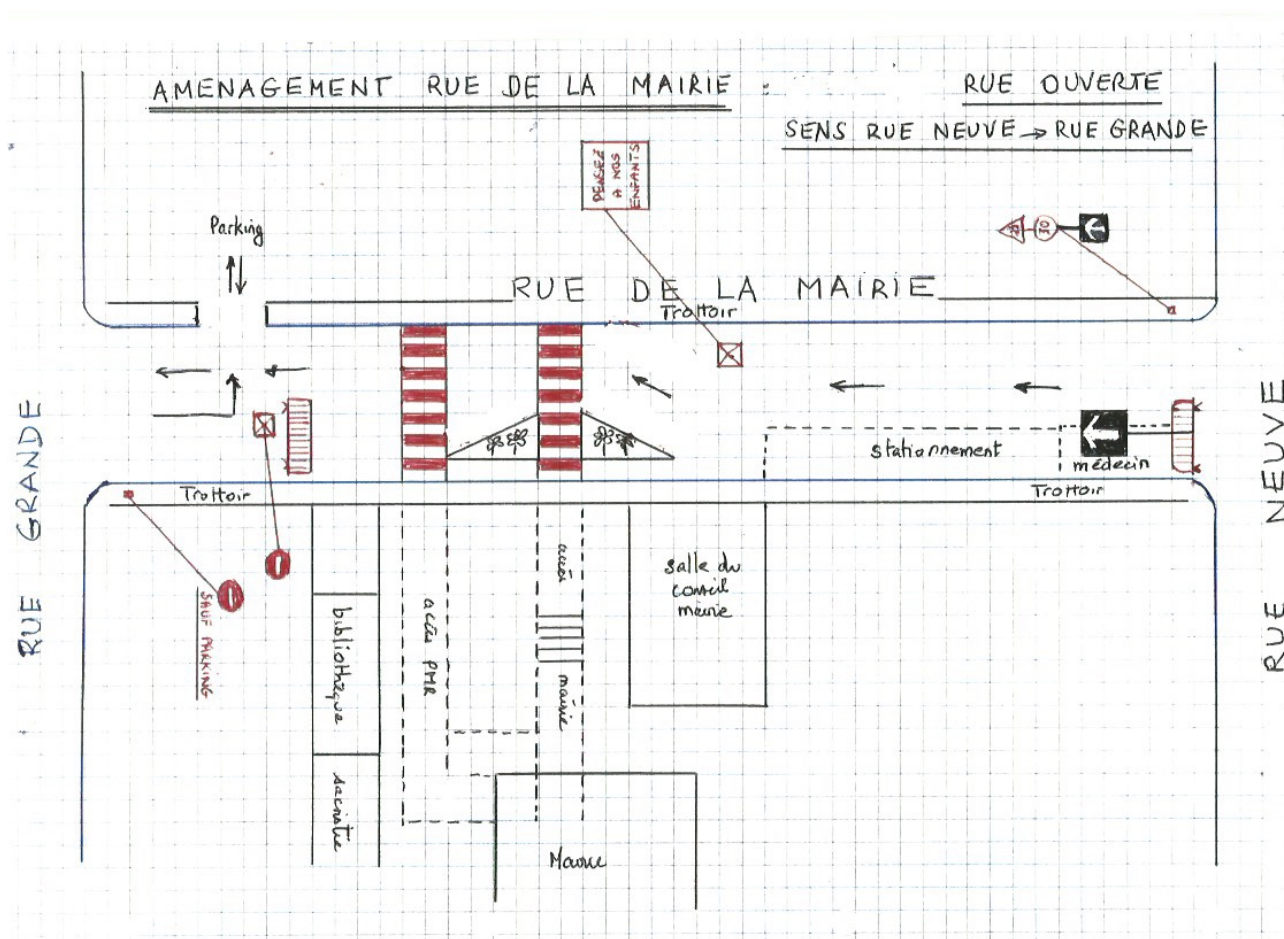 AMENAGEMENT RUE DE LA MAIRIE :
RUE OUVERTE
SENS RUE NEUVE → RUE GRANDE
PENSEZ
A NOS
ENFANTS
Parking
30
RUE DE LA MAIRIE
Trottoir
RUE GRANDE
RUE NEUVE
stationnement
médecin
Trottoir
Trottoir
SAUF PARKING
bibliothèque
sacristie
accès PMR
accès
mairie
salle du
conseil
mairie
Mairie